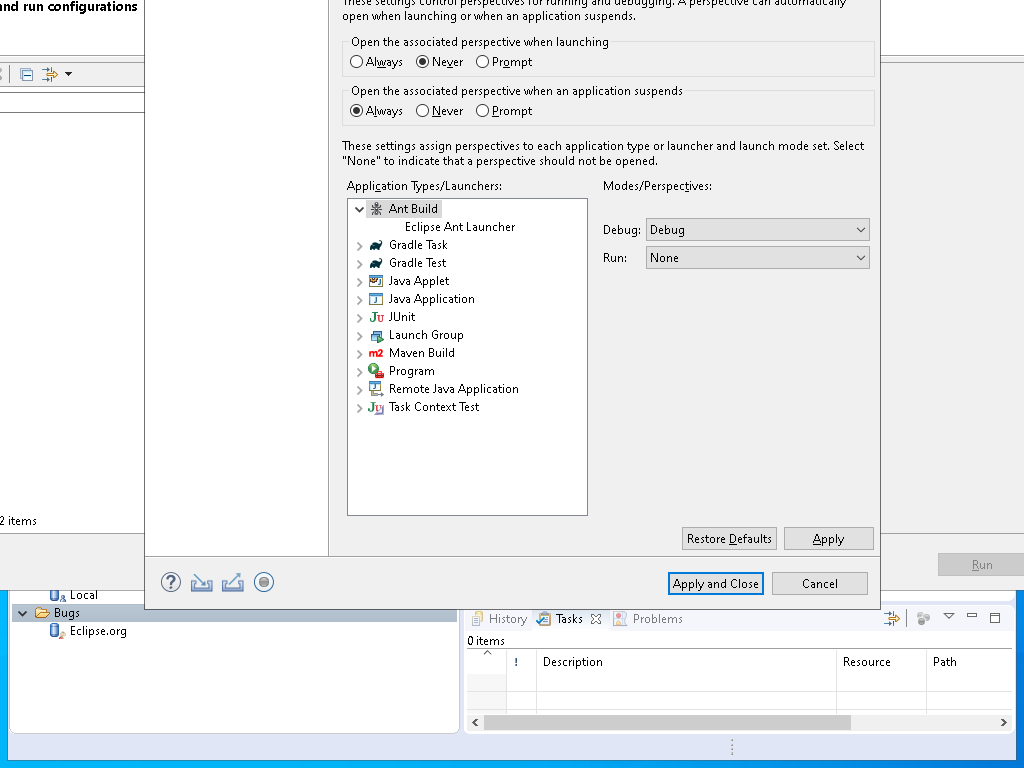 and run configurations
These settings control perspectives for running and debugging. A perspective can automatically
open when launching or when an application suspends.
Open the associated perspective when launching
Always
Never
Prompt
Open the associated perspective when an application suspends
Always
Never
Prompt
These settings assign perspectives to each application type or launcher and launch mode set. Select
"None" to indicate that a perspective should not be opened.
Application Types/Launchers:
Modes/Perspectives:
Ant Build
Eclipse Ant Launcher
Gradle Task
Gradle Test
Java Applet
Java Application
JUnit
Launch Group
Maven Build
Program
Remote Java Application
Task Context Test
Debug:
Debug
Run:
None
2 items
Restore Defaults
Apply
Run
Apply and Close
Cancel
Local
Bugs
Eclipse.org
History
Tasks
Problems
0 items
!
Description
Resource
Path